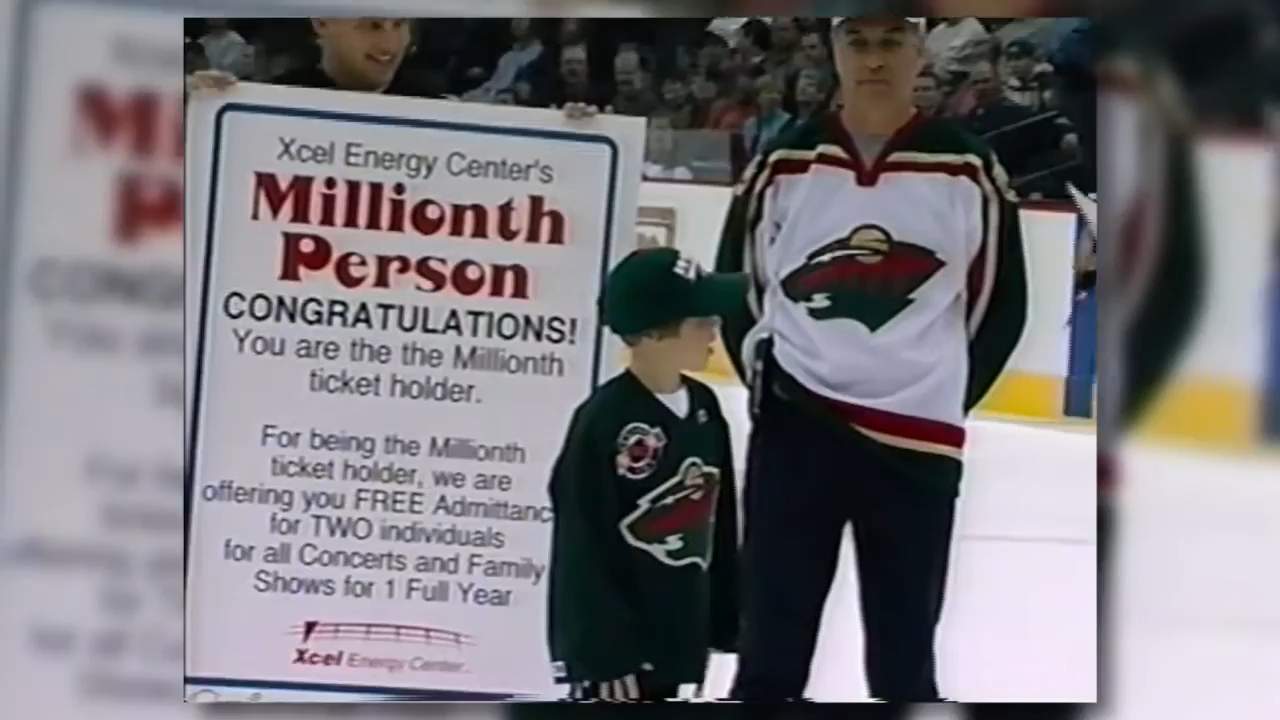 Xcel Energy Center's
Millionth
Person
CONGRATULATIONS!
You are the the Millionth
ticket holder.
For being the Millionth
ticket holder, we are
offering you FREE Admittanc
for TWO individuals
for all Concerts and Family
Shows for 1 Full Year
Xcel Energy Center